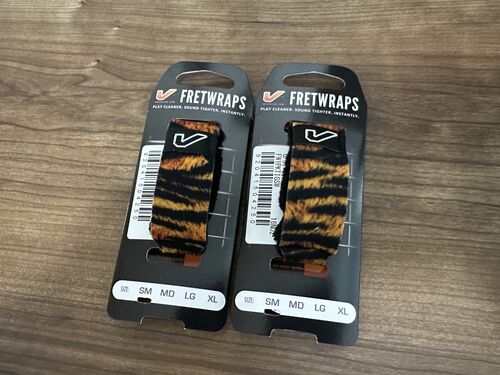 FRETWRAPS
PLAY CLEANER. SOUND TIGHTER. INSTANTLY.
SIZE: SM MD LG XL
FRETWRAPS
PLAY CLEANER. SOUND TIGHTER. INSTANTLY.
SIZE: SM MD LG XL